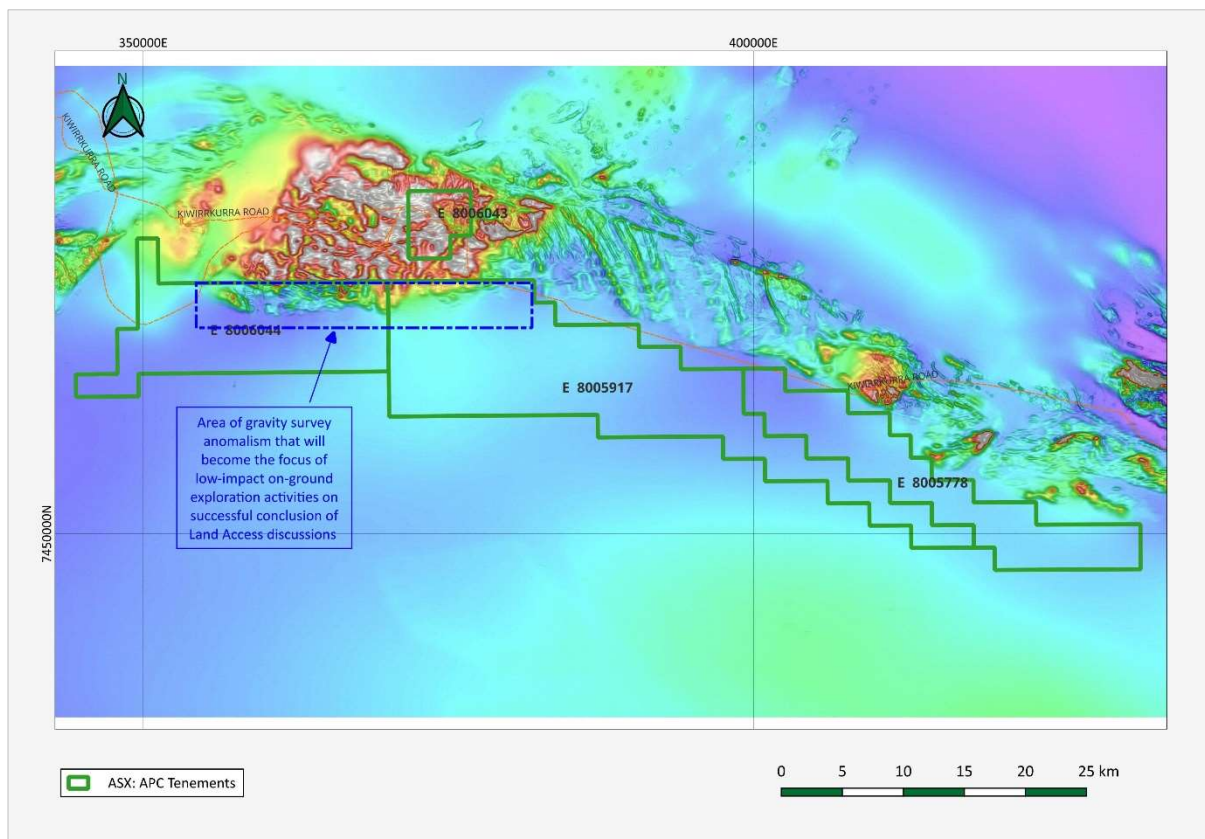 350000E
400000E
N
KIWIRRKURRA ROAD
KIWIRRKURRA ROAD
E 8006043
E 8006044
E 8005917
KIWIRRKURRA ROAD
Area of gravity survey
anomalism that will
become the focus of
low-impact on-ground
exploration activities on
successful conclusion of
Land Access discussions
E 8005778
7450000N
ASX: APC Tenements
0 5 10 15 20 25 km